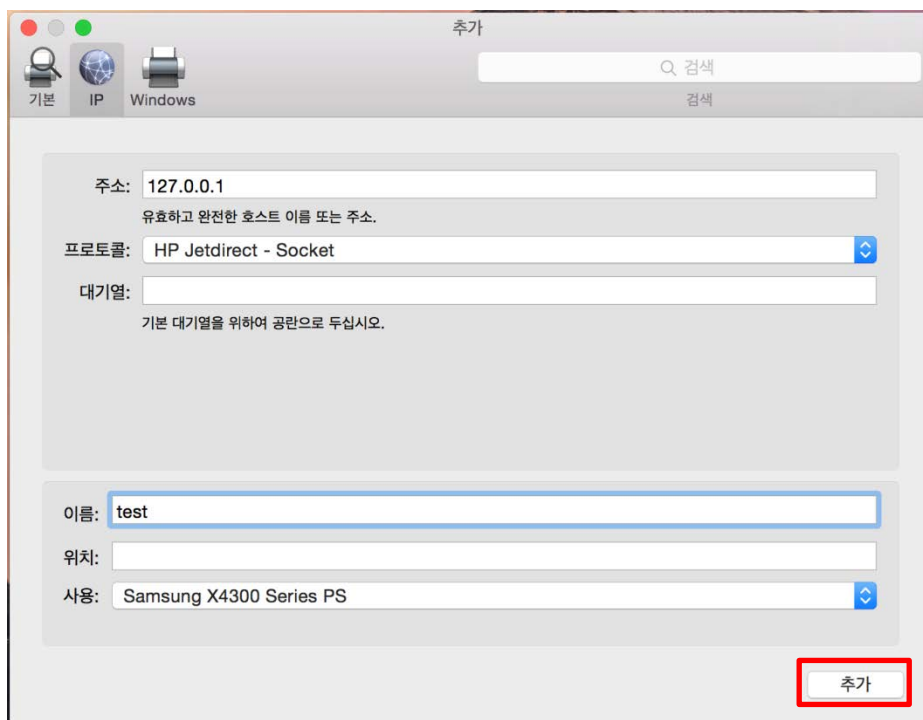 추가
기본 IP Windows
검색
검색
주소: 127.0.0.1
유효하고 완전한 호스트 이름 또는 주소.
프로토콜: HP Jetdirect - Socket
대기열:
기본 대기열을 위하여 공란으로 두십시오.
이름: test
위치:
사용: Samsung X4300 Series PS
추가